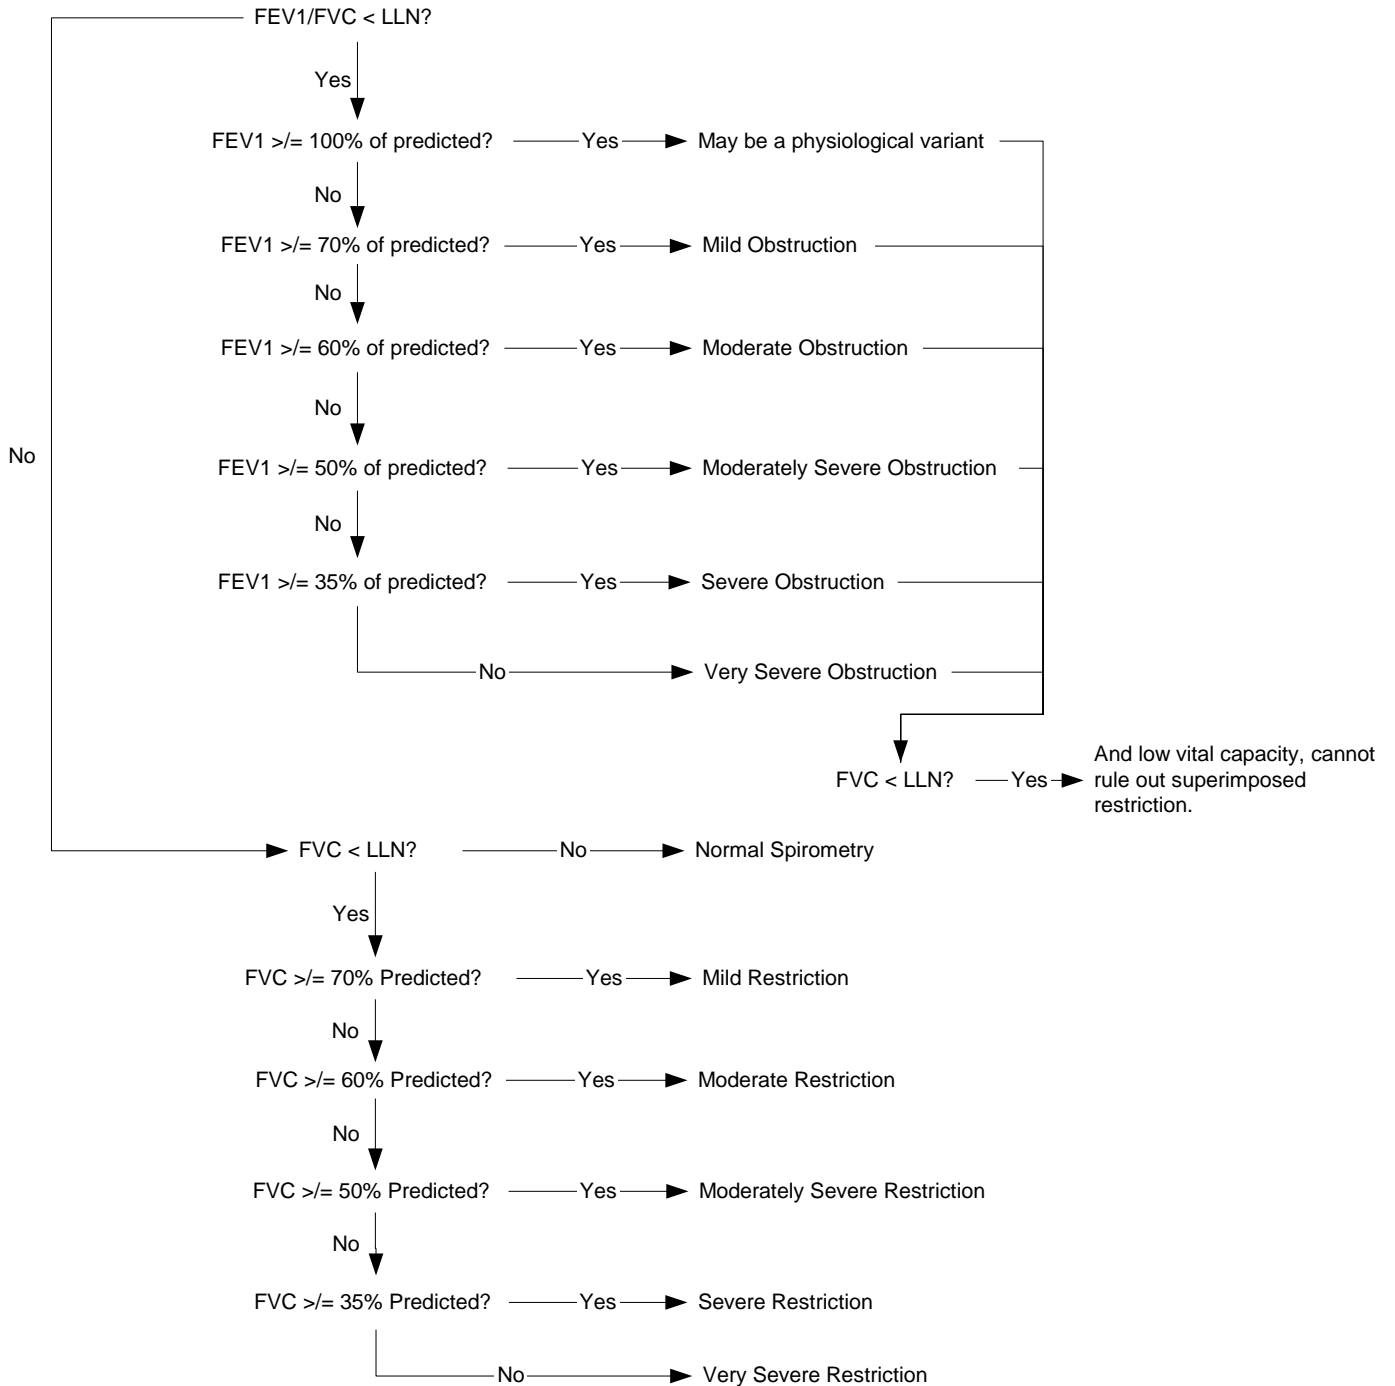 FEV1/FVC < LLN?
Yes
FEV1 >/= 100% of predicted?
Yes
May be a physiological variant
No
FEV1 >/= 70% of predicted?
Yes
Mild Obstruction
No
FEV1 >/= 60% of predicted?
Yes
Moderate Obstruction
No
No
FEV1 >/= 50% of predicted?
Yes
Moderately Severe Obstruction
No
FEV1 >/= 35% of predicted?
Yes
Severe Obstruction
No
Very Severe Obstruction
FVC < LLN?
Yes
And low vital capacity, cannot
rule out superimposed
restriction.
FVC < LLN?
No
Normal Spirometry
Yes
FVC >/= 70% Predicted?
Yes
Mild Restriction
No
FVC >/= 60% Predicted?
Yes
Moderate Restriction
No
FVC >/= 50% Predicted?
Yes
Moderately Severe Restriction
No
FVC >/= 35% Predicted?
Yes
Severe Restriction
No
Very Severe Restriction